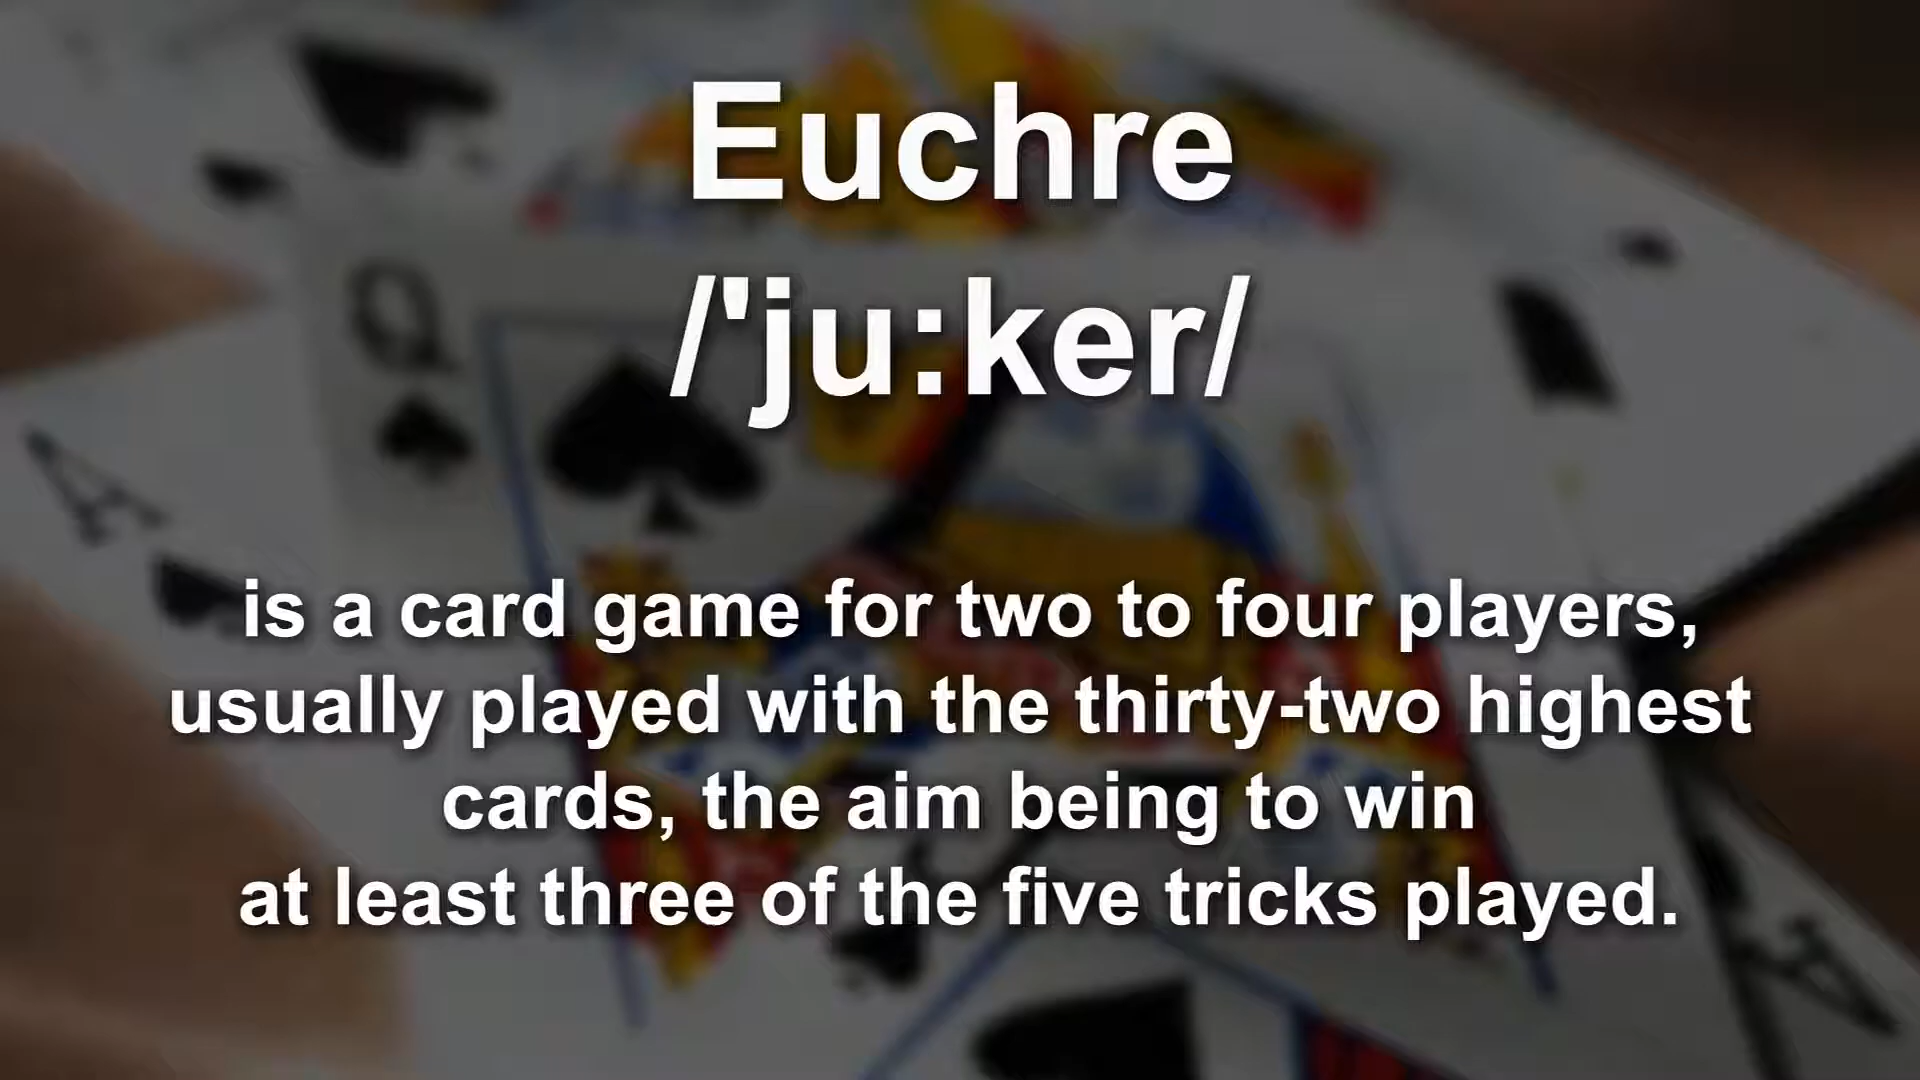 Euchre
/'ju:ker/
is a card game for two to four players,
usually played with the thirty-two highest
cards, the aim being to win
at least three of the five tricks played.
Q
A
A